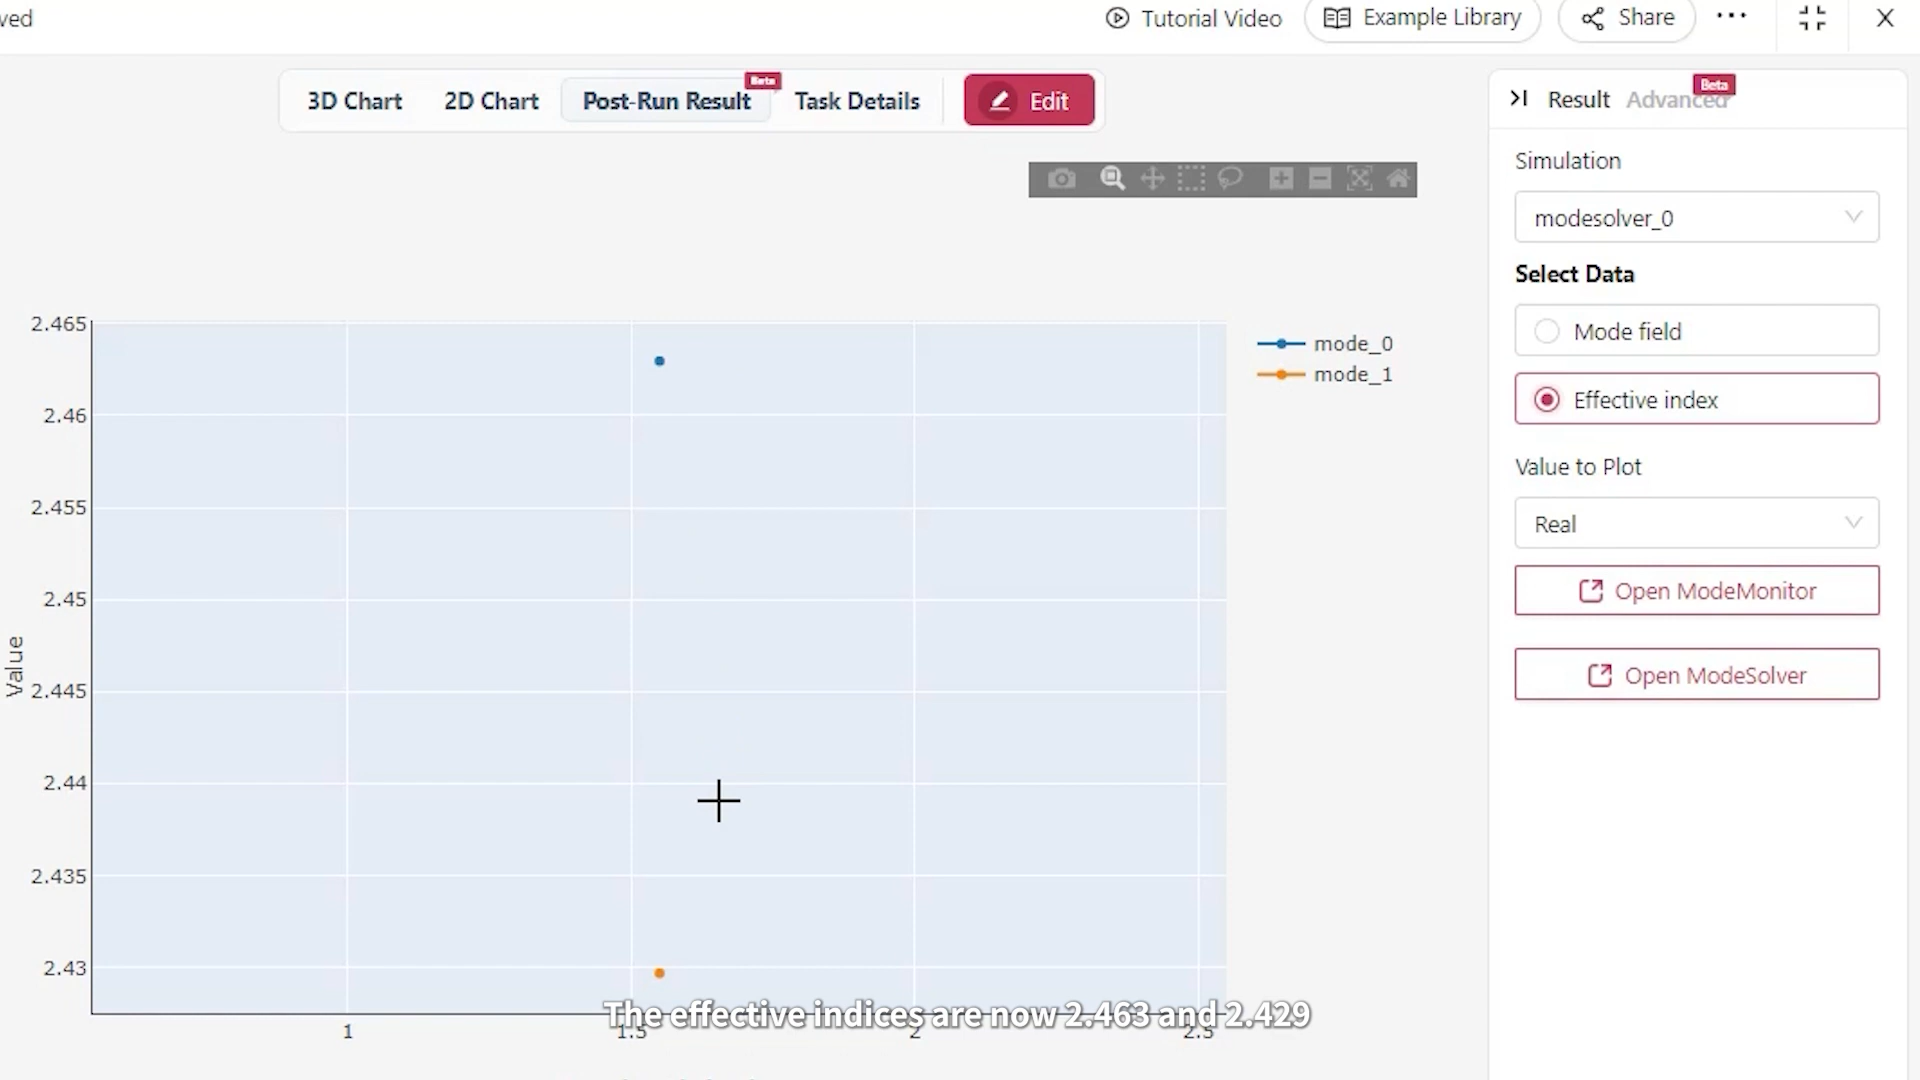 ved
Tutorial Video
Example Library
Share
3D Chart
2D Chart
Post-Run Result
Beta
Task Details
Edit
Result
Advanced
Beta
Simulation
modesolver_0
Select Data
Mode field
Effective index
Value to Plot
Real
Open ModeMonitor
Open ModeSolver
mode_0
mode_1
2.465
2.46
2.455
2.45
2.445
2.44
2.435
2.43
Value
1
1.5
2
2.5
The effective indices are now 2.463 and 2.429